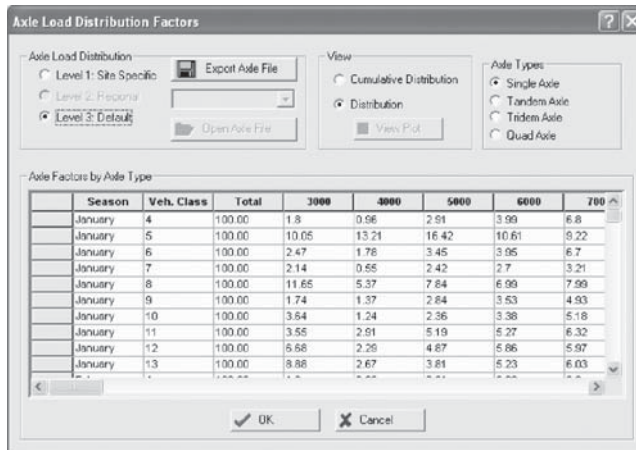 Axle Load Distribution Factors
Axle Load Distribution
Level 1: Site Specific
Export Axle File
Level 2: Regional
Level 3: Default
Open Axle File
View
Cumulative Distribution
Distribution
View Plot
Axle Types
Single Axle
Tandem Axle
Tridem Axle
Quad Axle
Axle Factors by Axle Type
Season Veh. Class Total 3000 4000 5000 6000 700
January 4 100.00 1.8 0.96 2.91 3.99 6.8
January 5 100.00 10.05 13.21 16.42 10.61 9.22
January 6 100.00 2.47 1.78 3.45 3.95 6.7
January 7 100.00 2.14 0.55 2.42 2.7 3.21
January 8 100.00 11.65 5.37 7.84 6.99 7.99
January 9 100.00 1.74 1.37 2.84 3.53 4.93
January 10 100.00 3.64 1.24 2.36 3.38 5.18
January 11 100.00 3.55 2.91 5.19 5.27 6.32
January 12 100.00 6.68 2.29 4.87 5.86 5.97
January 13 100.00 8.88 2.67 3.81 5.23 6.03
OK
Cancel